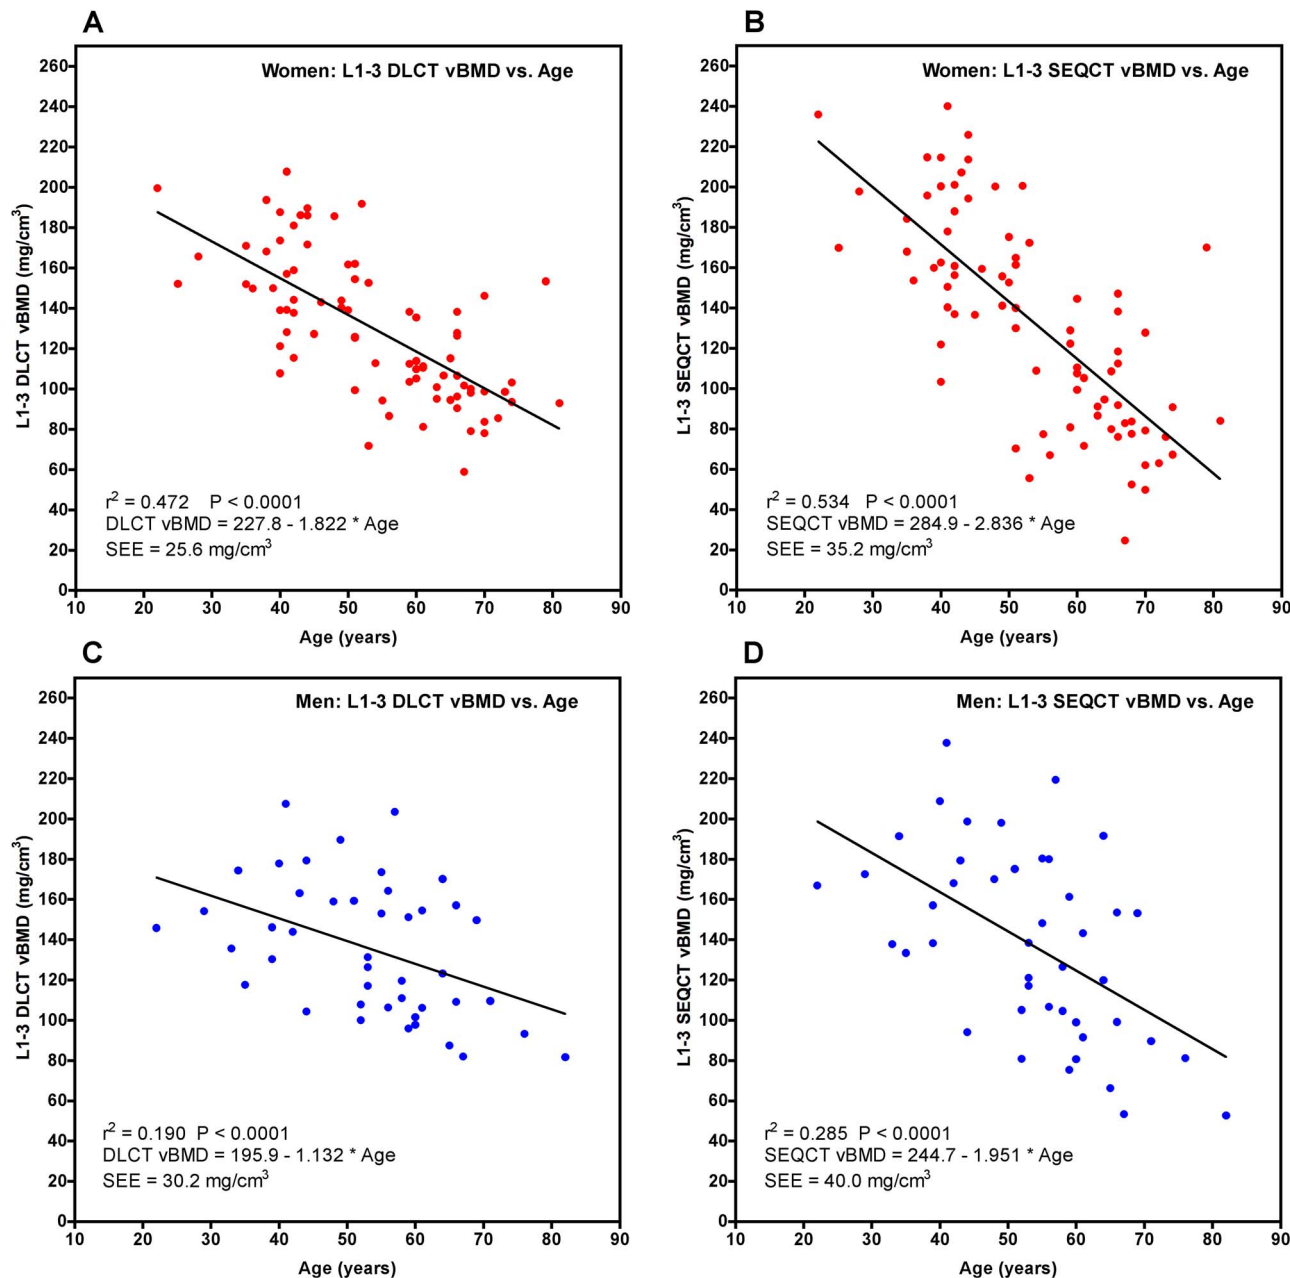 A
Women: L1-3 DLCT vBMD vs. Age
L1-3 DLCT vBMD (mg/cm³)
260
240
220
200
180
160
140
120
100
80
60
40
20
0
r² = 0.472 P < 0.0001
DLCT vBMD = 227.8 - 1.822 * Age
SEE = 25.6 mg/cm³
10 20 30 40 50 60 70 80 90
Age (years)
B
Women: L1-3 SEQCT vBMD vs. Age
L1-3 SEQCT vBMD (mg/cm³)
260
240
220
200
180
160
140
120
100
80
60
40
20
0
r² = 0.534 P < 0.0001
SEQCT vBMD = 284.9 - 2.836 * Age
SEE = 35.2 mg/cm³
10 20 30 40 50 60 70 80 90
Age (years)
C
Men: L1-3 DLCT vBMD vs. Age
L1-3 DLCT vBMD (mg/cm³)
260
240
220
200
180
160
140
120
100
80
60
40
20
0
r² = 0.190 P < 0.0001
DLCT vBMD = 195.9 - 1.132 * Age
SEE = 30.2 mg/cm³
10 20 30 40 50 60 70 80 90
Age (years)
D
Men: L1-3 SEQCT vBMD vs. Age
L1-3 SEQCT vBMD (mg/cm³)
260
240
220
200
180
160
140
120
100
80
60
40
20
0
r² = 0.285 P < 0.0001
SEQCT vBMD = 244.7 - 1.951 * Age
SEE = 40.0 mg/cm³
10 20 30 40 50 60 70 80 90
Age (years)